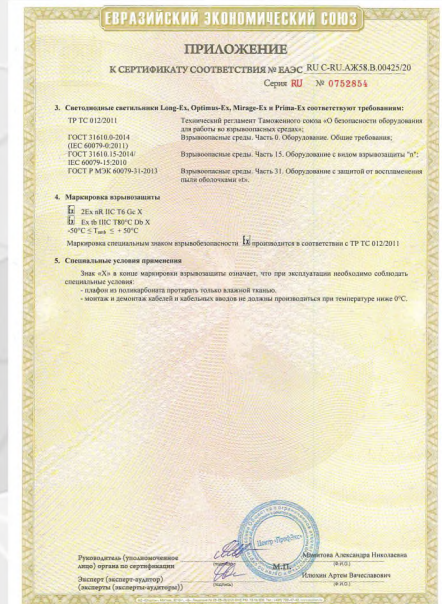 ЕВРАЗИЙСКИЙ ЭКОНОМИЧЕСКИЙ СОЮЗ
ПРИЛОЖЕНИЕ
К СЕРТИФИКАТУ СООТВЕТСТВИЯ № ЕАЭС RU C-RU.АЖ58.В.00425/20
Серия RU № 0752854
3. Светодиодные светильники Long-Ex, Optimus-Ex, Mirage-Ex и Prima-Ex соответствуют требованиям:
ТР ТС 012/2011 Технический регламент Таможенного союза «О безопасности оборудования
для работы во взрывоопасных средах»;
ГОСТ 31610.0-2014 Взрывоопасные среды. Часть 0. Оборудование. Общие требования;
(IEC 60079-0:2011)
ГОСТ 31610.15-2014/ Взрывоопасные среды. Часть 15. Оборудование с видом взрывозащиты "n";
IEC 60079-15:2010
ГОСТ Р МЭК 60079-31-2013 Взрывоопасные среды. Часть 31. Оборудование с защитой от воспламенения
пыли оболочками «t».
4. Маркировка взрывозащиты
Ex 2Ex nR IIC T6 Gc X
Ex Ex tb IIIC T80°C Db X
-50°C ≤ Tamb ≤ + 50°C
Маркировка специальным знаком взрывобезопасности Ex производится в соответствии с ТР ТС 012/2011
5. Специальные условия применения
Знак «Х» в конце маркировки взрывозащиты означает, что при эксплуатации необходимо соблюдать
специальные условия:
- плафон из поликарбоната протирать только влажной тканью.
- монтаж и демонтаж кабелей и кабельных вводов не должны производиться при температуре ниже 0°С.
Руководитель (уполномоченное
лицо) органа по сертификации
(подпись)
Центр-ПрофЭкс
М.П.
Мамонтова Александра Николаевна
(Ф.И.О.)
Эксперт (эксперт-аудитор)
(эксперты (эксперты-аудиторы))
(подпись)
Илюхин Артем Вячеславович
(Ф.И.О.)